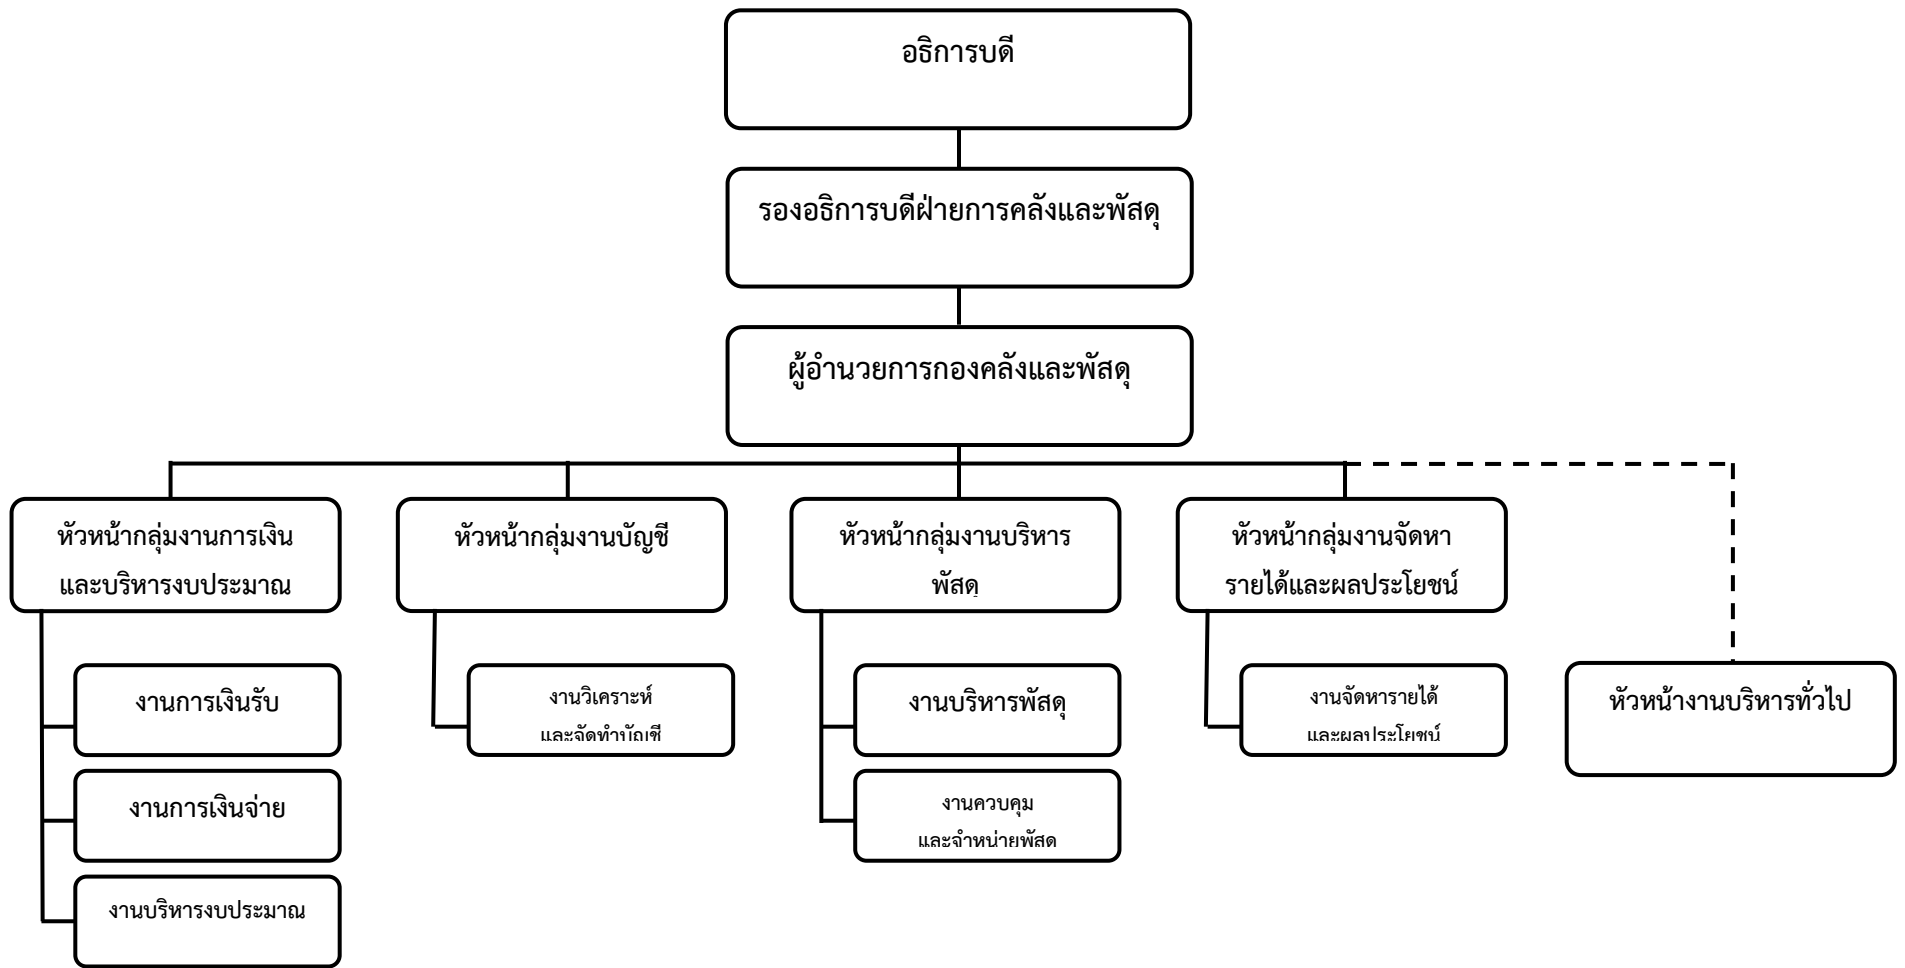 อธิการบดี
รองอธิการบดีฝ่ายการคลังและพัสดุ
ผู้อำนวยการกองคลังและพัสดุ
หัวหน้ากลุ่มงานการเงิน
และบริหารงบประมาณ
งานการเงินรับ
งานการเงินจ่าย
งานบริหารงบประมาณ
หัวหน้ากลุ่มงานบัญชี
งานวิเคราะห์
และจัดทำบัญชี
หัวหน้ากลุ่มงานบริหาร
พัสดุ
งานบริหารพัสดุ
งานควบคุม
และจำหน่ายพัสดุ
หัวหน้ากลุ่มงานจัดหา
รายได้และผลประโยชน์
งานจัดหารายได้
และผลประโยชน์
หัวหน้างานบริหารทั่วไป